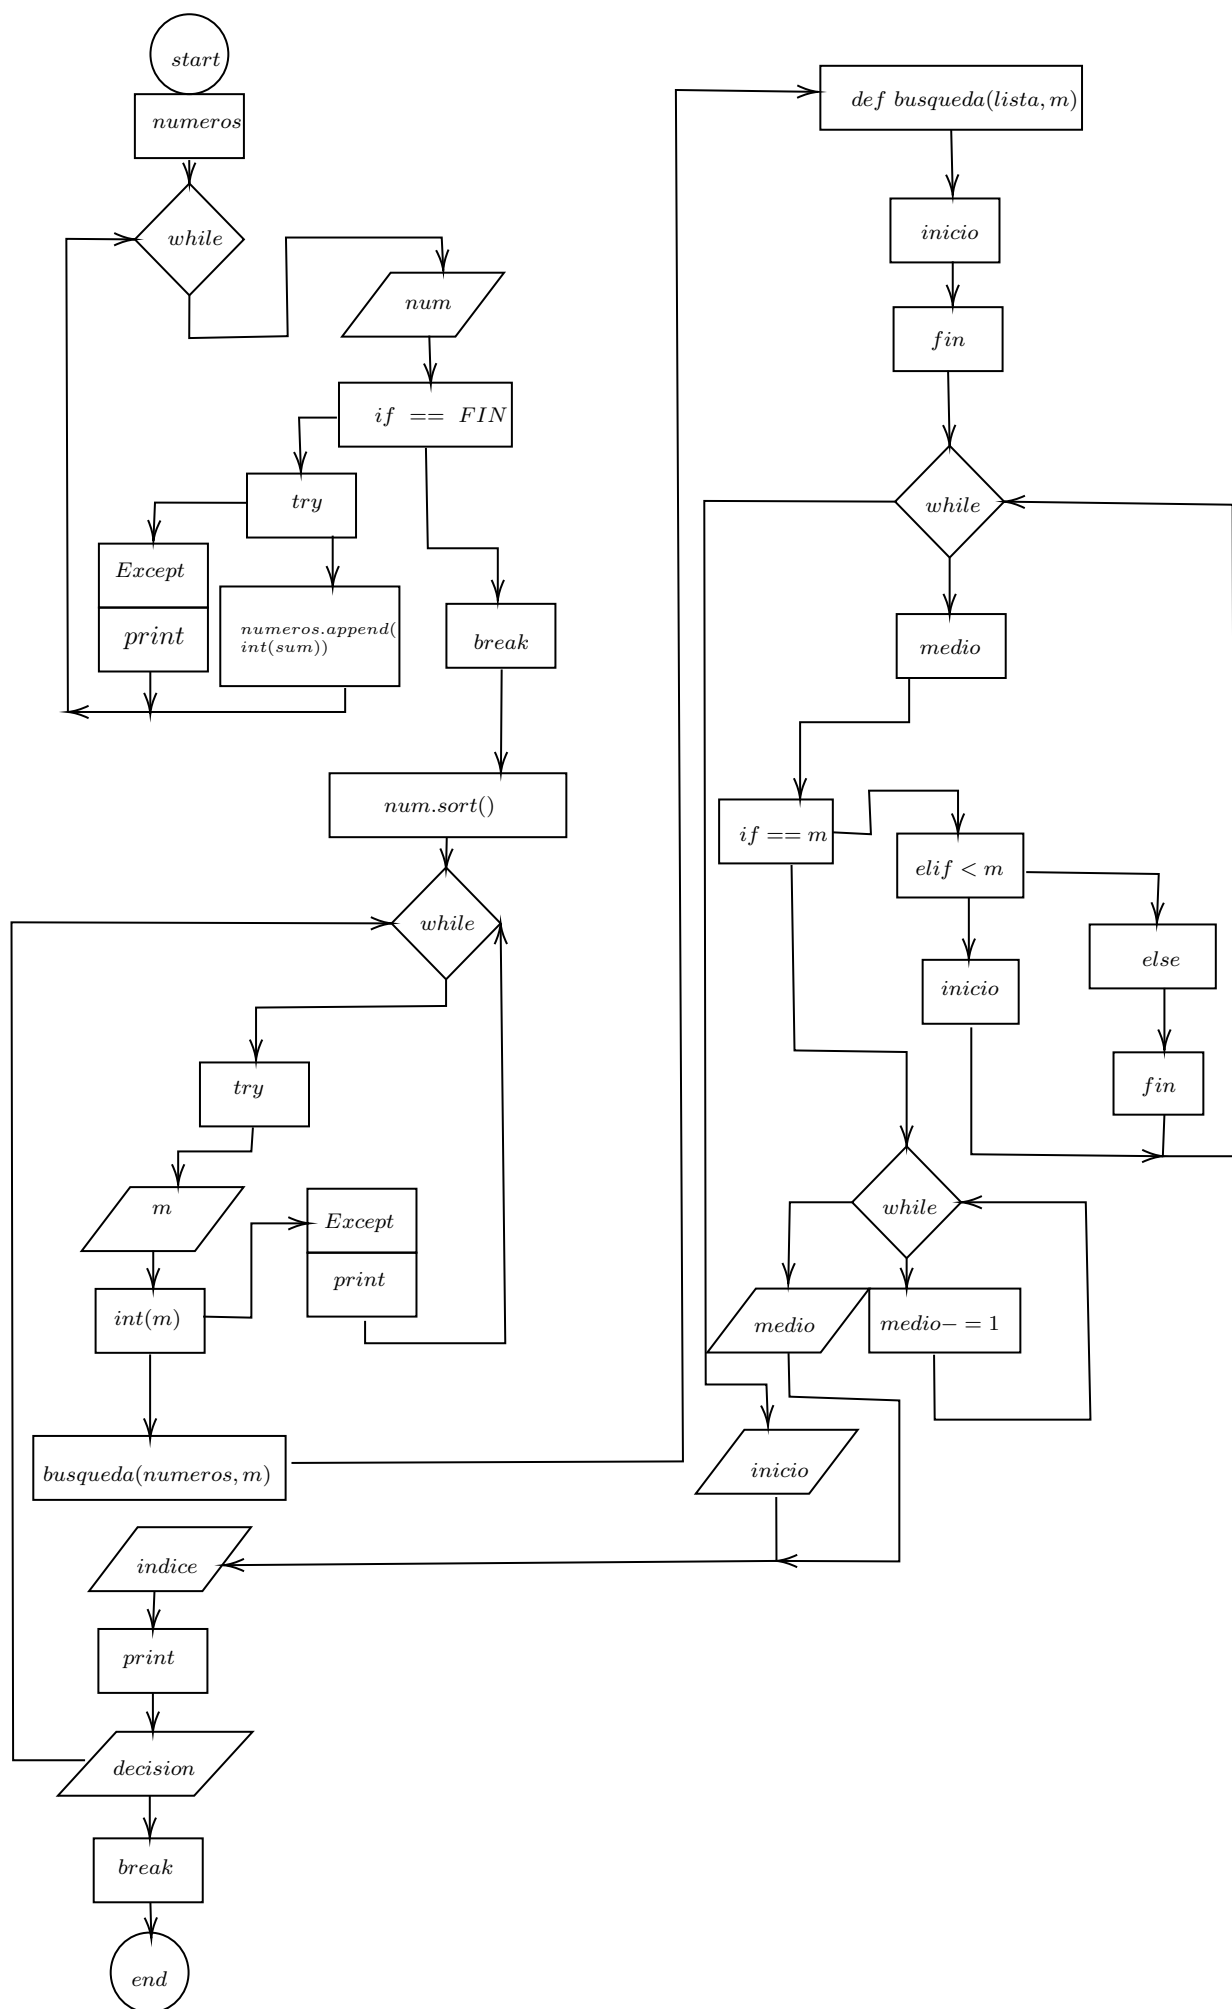 start
numeros
while
num
if == FIN
try
Except
print
numeros.append(
int(sum))
break
num.sort()
while
try
m
Except
print
int(m)
busqueda(numeros, m)
indice
print
decision
break
end
def busqueda(lista, m)
inicio
fin
while
medio
if == m
elif < m
else
inicio
fin
while
medio
medio− = 1
inicio